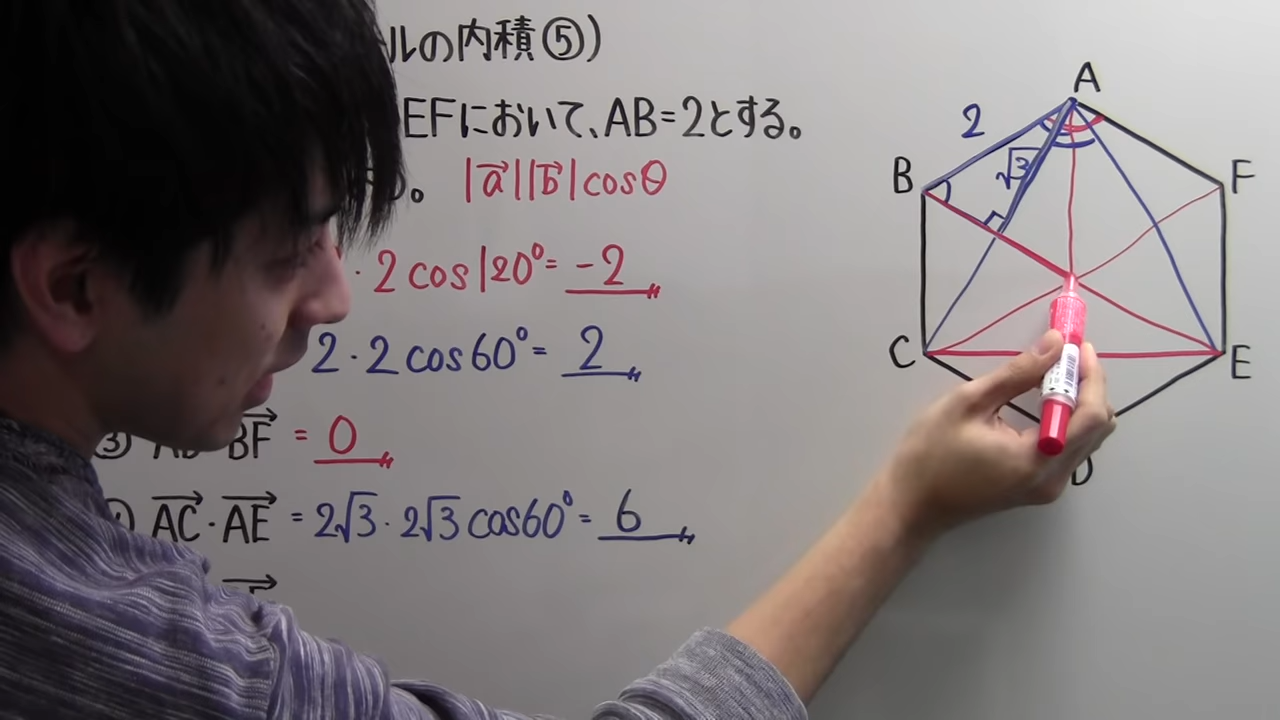 ルの内積⑤)
EFにおいて、AB=2とする。
。 |a→||b→|cosθ
・2cos120°= -2
2・2cos60°= 2
③ BF→ = 0
AC→・AE→ = 2√3・2√3cos60°= 6
A
2
B
√3
F
C
E
D